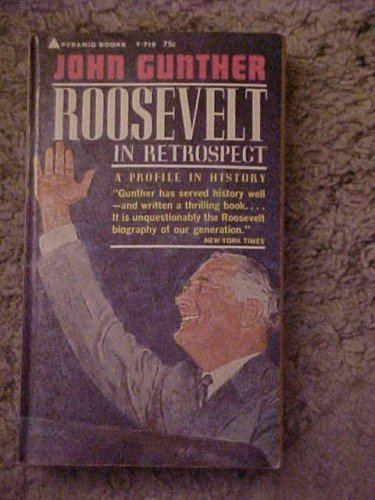 PYRAMID BOOKS T-719 75c
JOHN GUNTHER
ROOSEVELT
IN RETROSPECT
A PROFILE IN HISTORY
"Gunther has served history well
—and written a thrilling book....
It is unquestionably the Roosevelt
biography of our generation."
NEW YORK TIMES